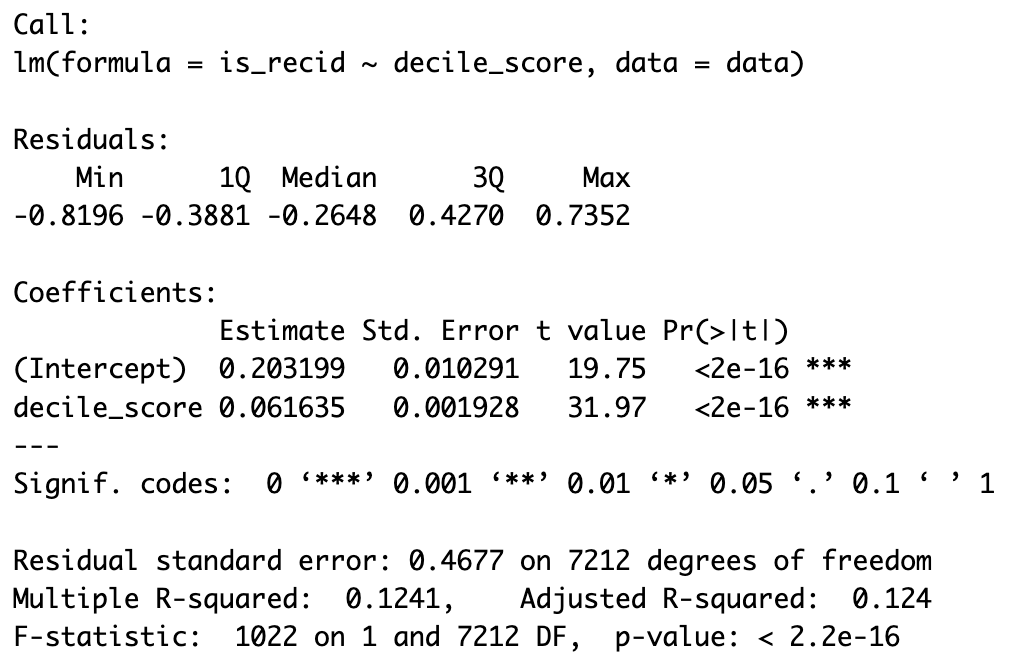 Call:
lm(formula = is_recid ~ decile_score, data = data)
Residuals:
Min 1Q Median 3Q Max
-0.8196 -0.3881 -0.2648 0.4270 0.7352
Coefficients:
Estimate Std. Error t value Pr(>|t|)
(Intercept) 0.203199 0.010291 19.75 <2e-16 ***
decile_score 0.061635 0.001928 31.97 <2e-16 ***
---
Signif. codes: 0 ‘***’ 0.001 ‘**’ 0.01 ‘*’ 0.05 ‘.’ 0.1 ‘ ’ 1
Residual standard error: 0.4677 on 7212 degrees of freedom
Multiple R-squared: 0.1241, Adjusted R-squared: 0.124
F-statistic: 1022 on 1 and 7212 DF, p-value: < 2.2e-16